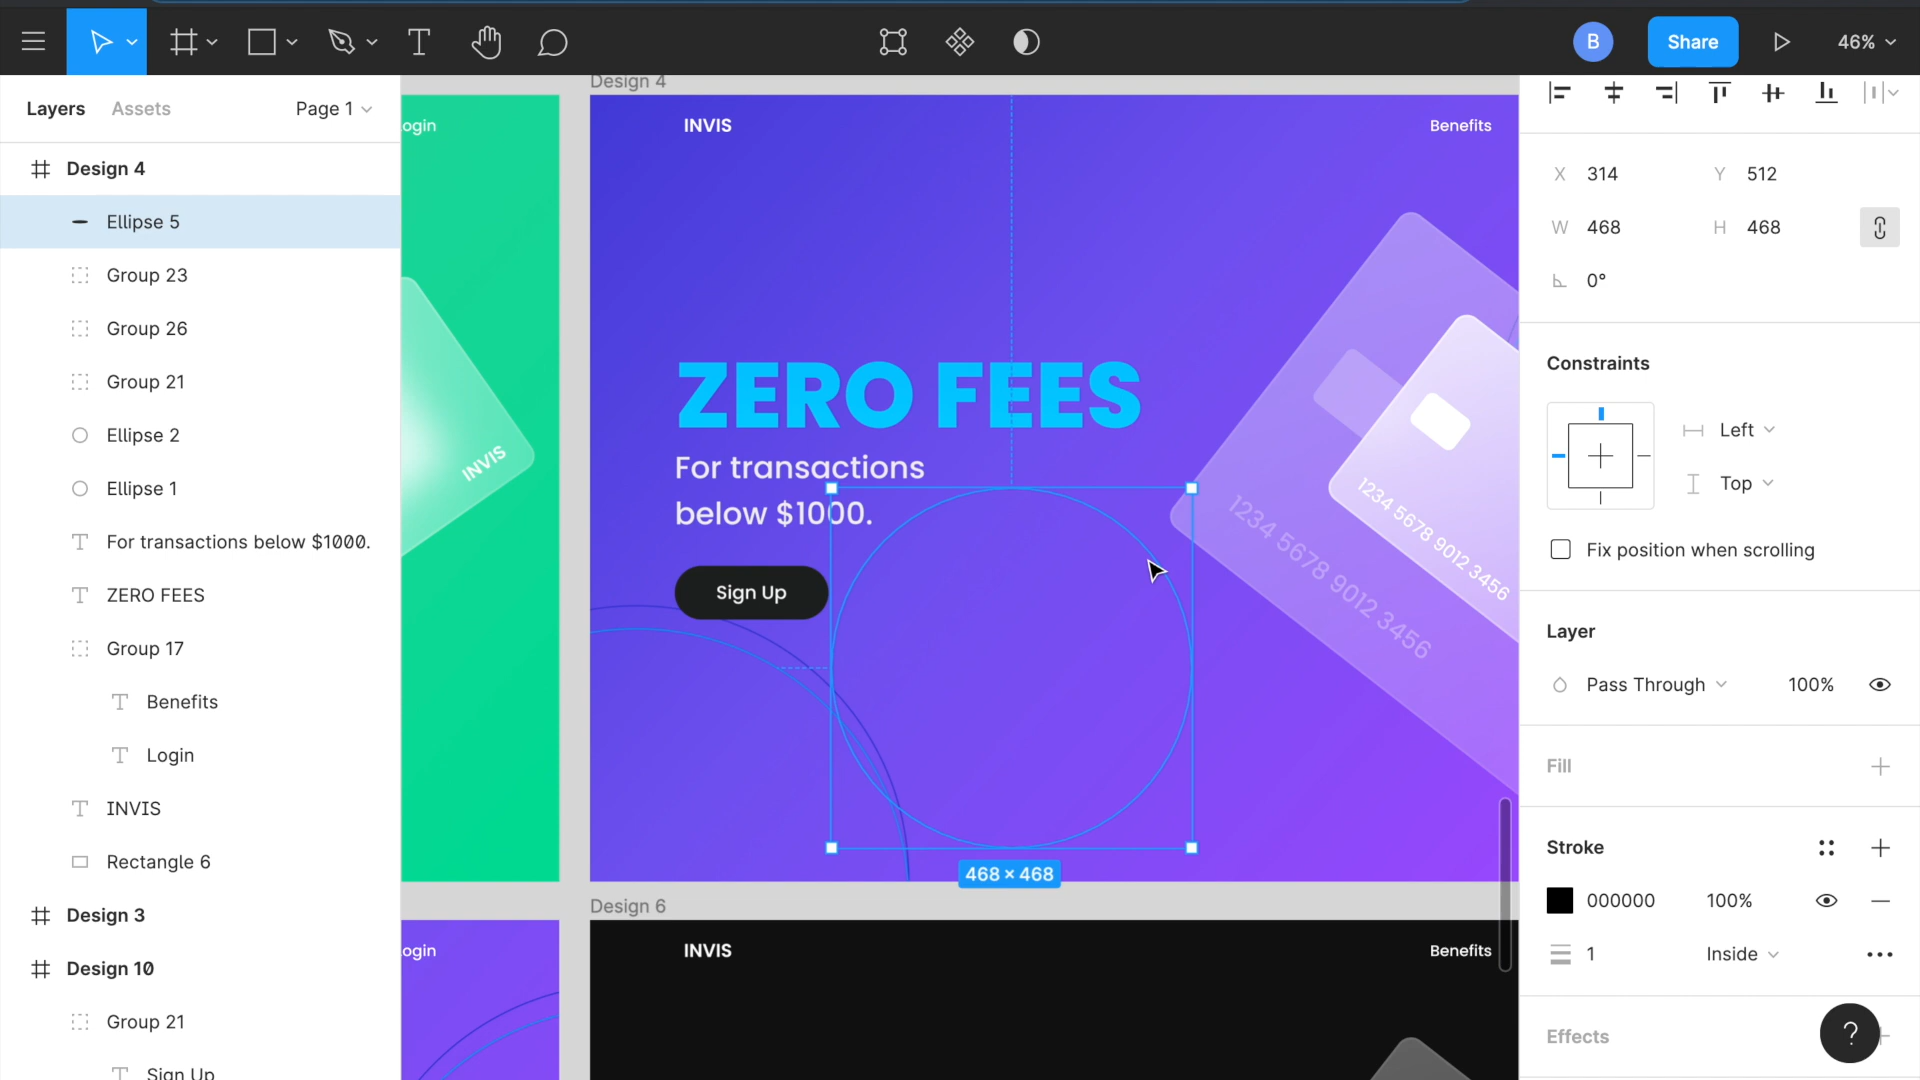 B
Share
46%
Layers
Assets
Page 1
Design 4
Ellipse 5
Group 23
Group 26
Group 21
Ellipse 2
Ellipse 1
For transactions below $1000.
ZERO FEES
Group 17
Benefits
Login
INVIS
Rectangle 6
Design 3
Design 10
Group 21
Sign Up
ogin
INVIS
ogin
Design 4
INVIS
Benefits
ZERO FEES
For transactions
below $1000.
Sign Up
1234 5678 9012 3456
1234 5678 9012 3456
468 × 468
Design 6
INVIS
Benefits
X 314
Y 512
W 468
H 468
0°
Constraints
Left
Top
Fix position when scrolling
Layer
Pass Through
100%
Fill
Stroke
000000
100%
1
Inside
Effects
?